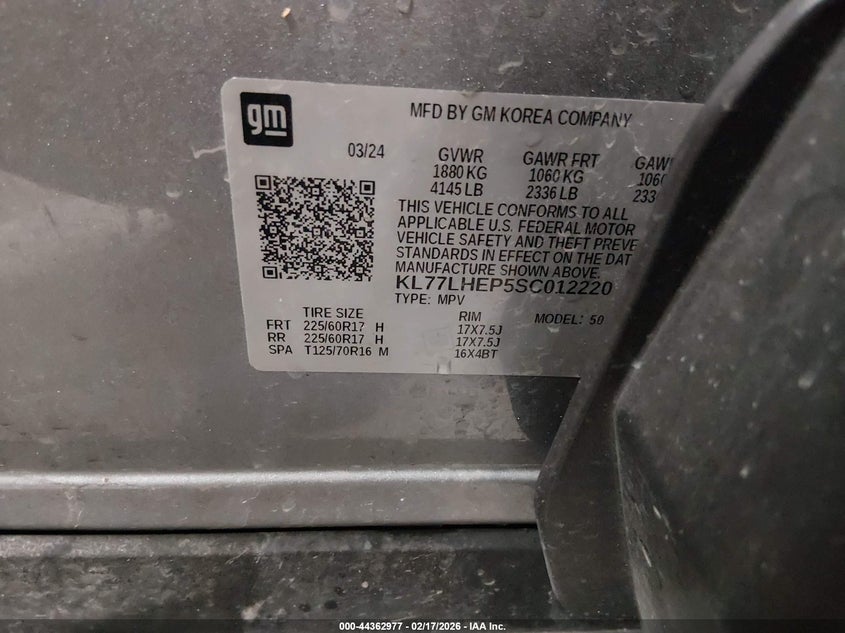 gm
MFD BY GM KOREA COMPANY
03/24
GVWR GAWR FRT
1880 KG 1060 KG
4145 LB 2336 LB
THIS VEHICLE CONFORMS TO ALL
APPLICABLE U.S. FEDERAL MOTOR
VEHICLE SAFETY AND THEFT PREVE
STANDARDS IN EFFECT ON THE DAT
MANUFACTURE SHOWN ABOVE.
KL77LHEP5SC012220
TYPE: MPV
TIRE SIZE RIM MODEL: 50
FRT 225/60R17 H 17X7.5J
RR 225/60R17 H 17X7.5J
SPA T125/70R16 M 16X4BT
000-44362977 - 02/17/2026 - IAA Inc.